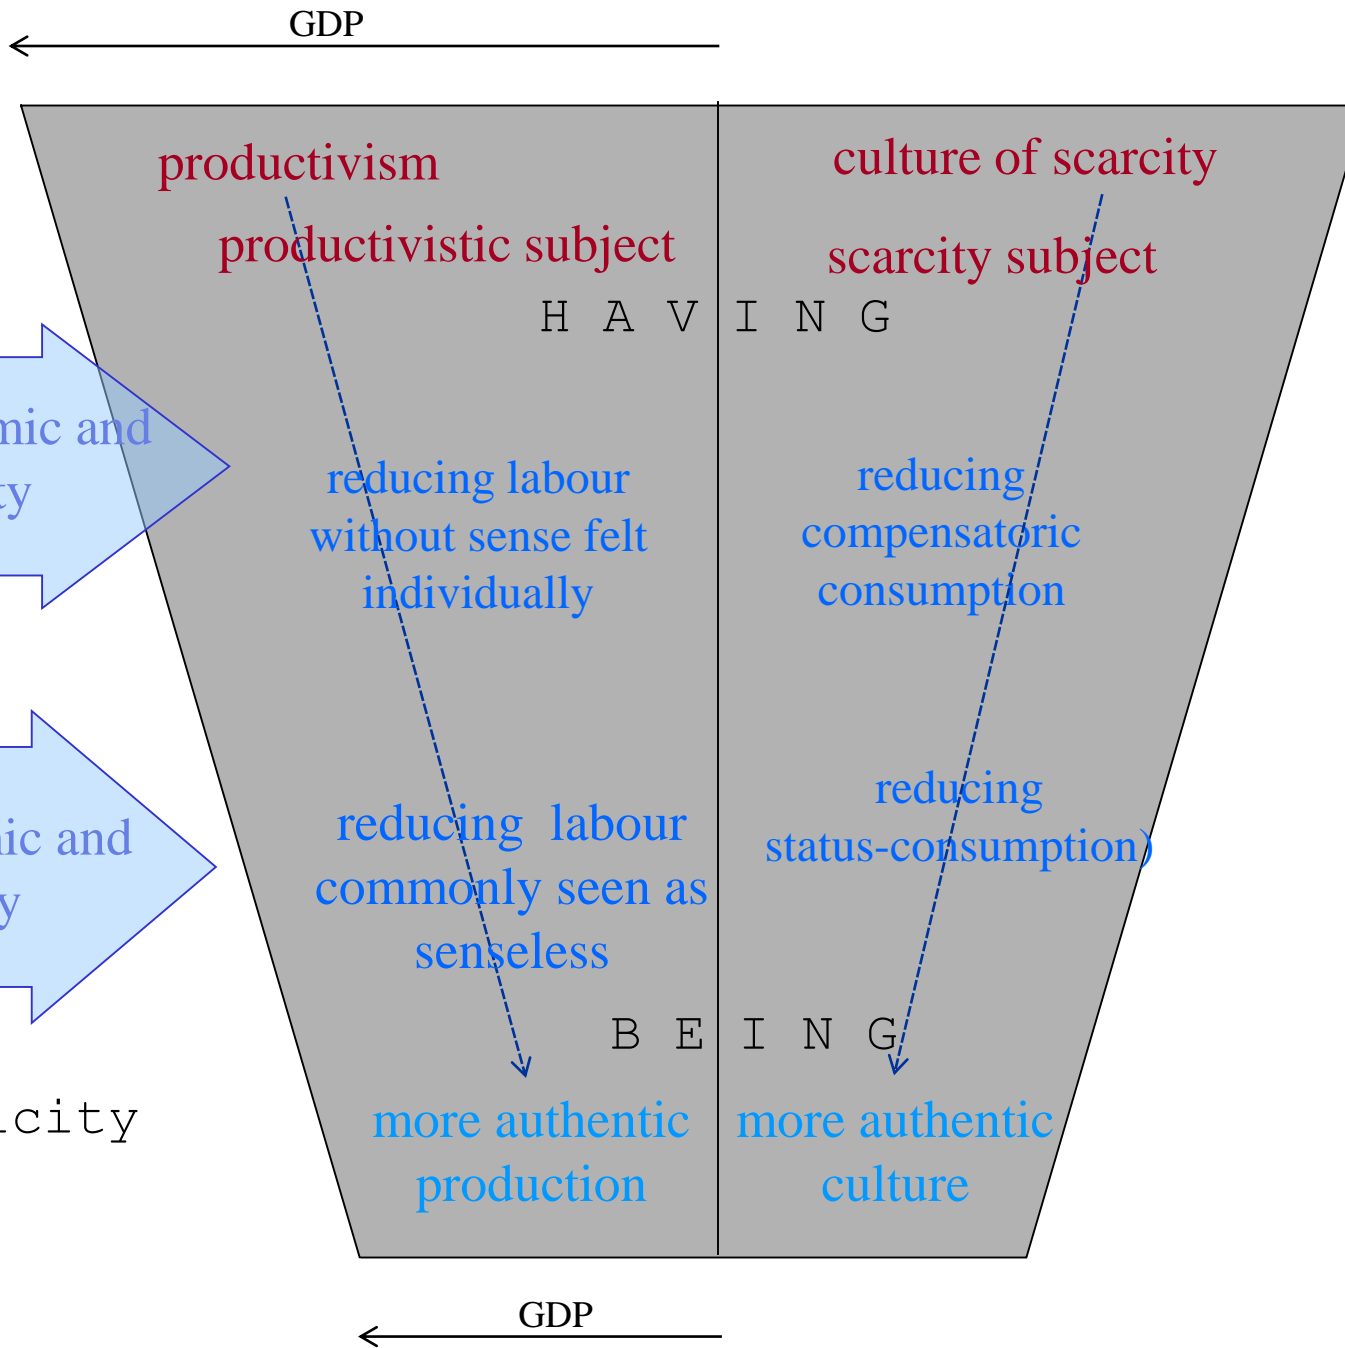 GDP
productivism
culture of scarcity
productivistic subject
scarcity subject
H A V I N G
mic and
ty
reducing labour
without sense felt
individually
reducing
compensatoric
consumption
nic and
y
reducing labour
commonly seen as
senseless
reducing
status-consumption)
B E I N G
icity
more authentic
production
more authentic
culture
GDP